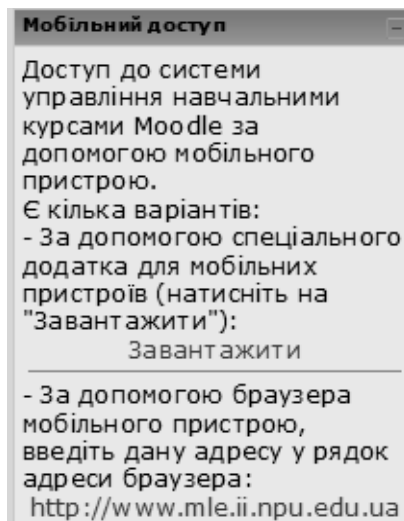 Мобільний доступ
Доступ до системи
управління навчальними
курсами Moodle за
допомогою мобільного
пристрою.
Є кілька варіантів:
- За допомогою спеціального
додатка для мобільних
пристроїв (натисніть на
"Завантажити"):
Завантажити
- За допомогою браузера
мобільного пристрою,
введіть дану адресу у рядок
адреси браузера:
http://www.mle.ii.npu.edu.ua